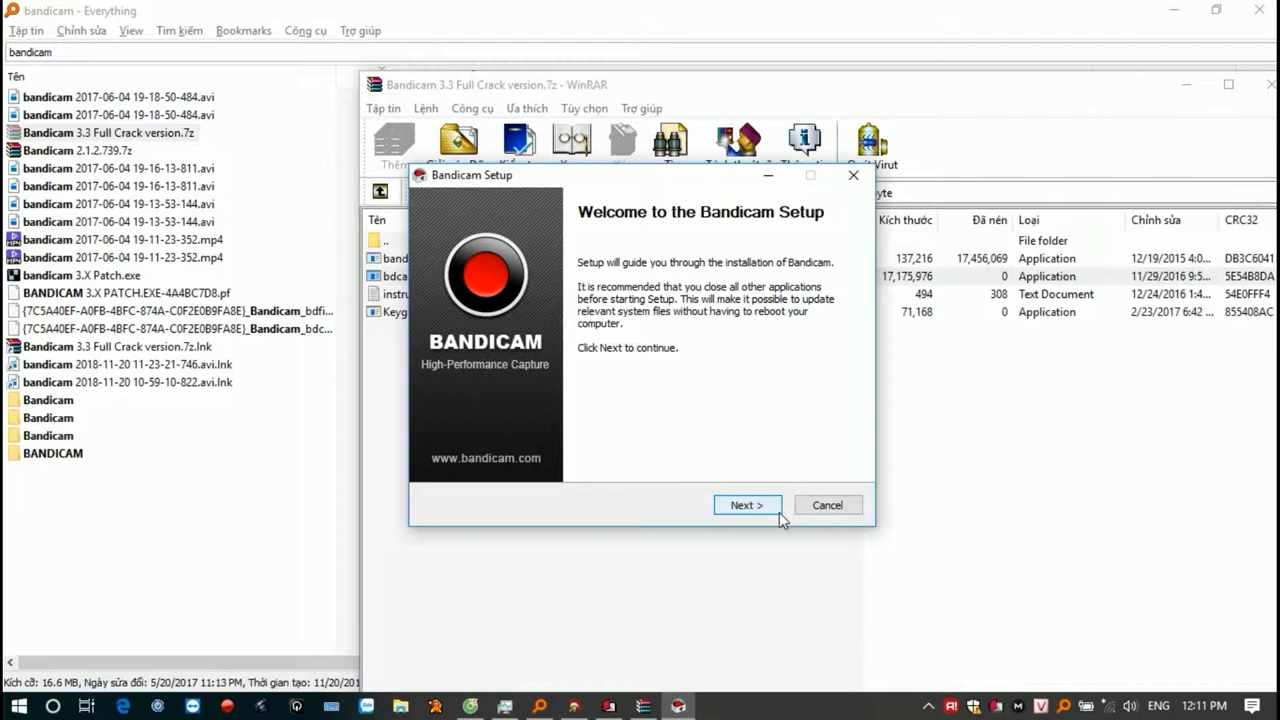 bandicam - Everything
Tập tin Chỉnh sửa View Tìm kiếm Bookmarks Công cụ Trợ giúp
bandicam
Tên
bandicam 2017-06-04 19-18-50-484.avi
bandicam 2017-06-04 19-18-50-484.avi
Bandicam 3.3 Full Crack version.7z
Bandicam 2.1.2.739.7z
bandicam 2017-06-04 19-16-13-811.avi
bandicam 2017-06-04 19-16-13-811.avi
bandicam 2017-06-04 19-13-53-144.avi
bandicam 2017-06-04 19-13-53-144.avi
bandicam 2017-06-04 19-11-23-352.mp4
bandicam 2017-06-04 19-11-23-352.mp4
bandicam 3.X Patch.exe
BANDICAM 3.X PATCH.EXE-4A4BC7D8.pf
{7C5A40EF-A0FB-4BFC-874A-C0F2E0B9FA8E}_Bandicam_bdfi...
{7C5A40EF-A0FB-4BFC-874A-C0F2E0B9FA8E}_Bandicam_bdc...
Bandicam 3.3 Full Crack version.7z.lnk
bandicam 2018-11-20 11-23-21-746.avi.lnk
bandicam 2018-11-20 10-59-10-822.avi.lnk
Bandicam
Bandicam
Bandicam
BANDICAM
Kích cỡ: 16.6 MB, Ngày sửa đổi: 5/20/2017 11:13 PM, Thời gian tạo: 11/20/201
Bandicam 3.3 Full Crack version.7z - WinRAR
Tập tin Lệnh Công cụ Ưa thích Tùy chọn Trợ giúp
Virut
byte
Tên Kích thước Đã nén Loại Chỉnh sửa CRC32
.. File folder
band 137,216 17,456,069 Application 12/19/2015 4:0... DB3C6041
bdca 17,175,976 0 Application 11/29/2016 9:... 5E54B8DA
instru 494 308 Text Document 12/24/2016 1:... 54E0FFF4
Keyg 71,168 0 Application 2/23/2017 6:42 ... 855408AC
Bandicam Setup
BANDICAM
High-Performance Capture
www.bandicam.com
Welcome to the Bandicam Setup
Setup will guide you through the installation of Bandicam.
It is recommended that you close all other applications
before starting Setup. This will make it possible to update
relevant system files without having to reboot your
computer.
Click Next to continue.
Next > Cancel
ENG 12:11 PM